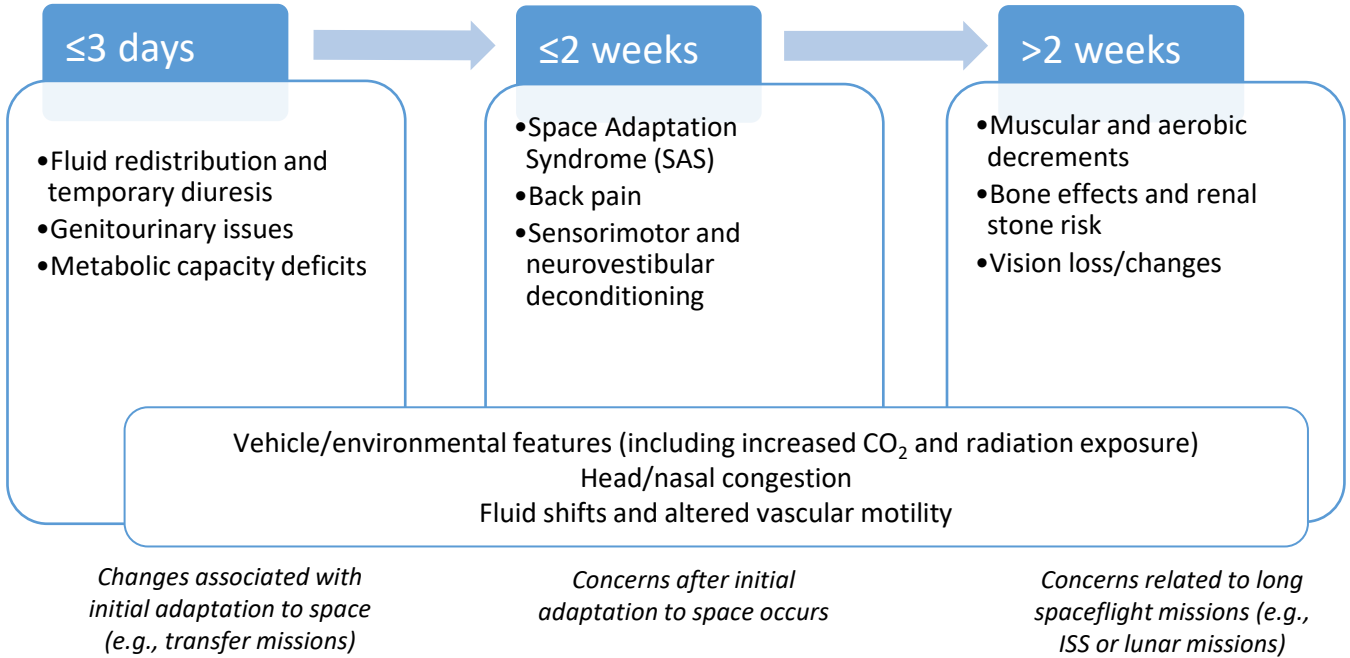 ≤3 days
≤2 weeks
>2 weeks
•Fluid redistribution and
temporary diuresis
•Genitourinary issues
•Metabolic capacity deficits
•Space Adaptation
Syndrome (SAS)
•Back pain
•Sensorimotor and
neurovestibular
deconditioning
•Muscular and aerobic
decrements
•Bone effects and renal
stone risk
•Vision loss/changes
Vehicle/environmental features (including increased CO₂ and radiation exposure)
Head/nasal congestion
Fluid shifts and altered vascular motility
Changes associated with
initial adaptation to space
(e.g., transfer missions)
Concerns after initial
adaptation to space occurs
Concerns related to long
spaceflight missions (e.g.,
ISS or lunar missions)